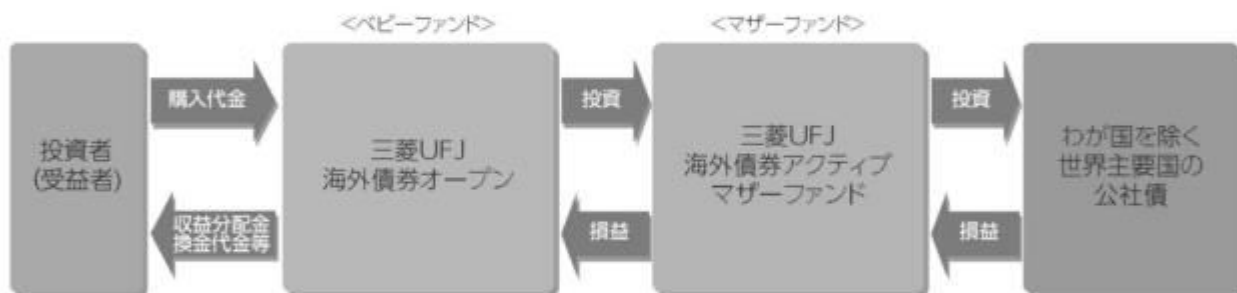 <ベビーファンド>
<マザーファンド>
投資者
(受益者)
購入代金
収益分配金
換金代金等
三菱UFJ
海外債券オープン
投資
損益
三菱UFJ
海外債券アクティブ
マザーファンド
投資
損益
わが国を除く
世界主要国の
公社債